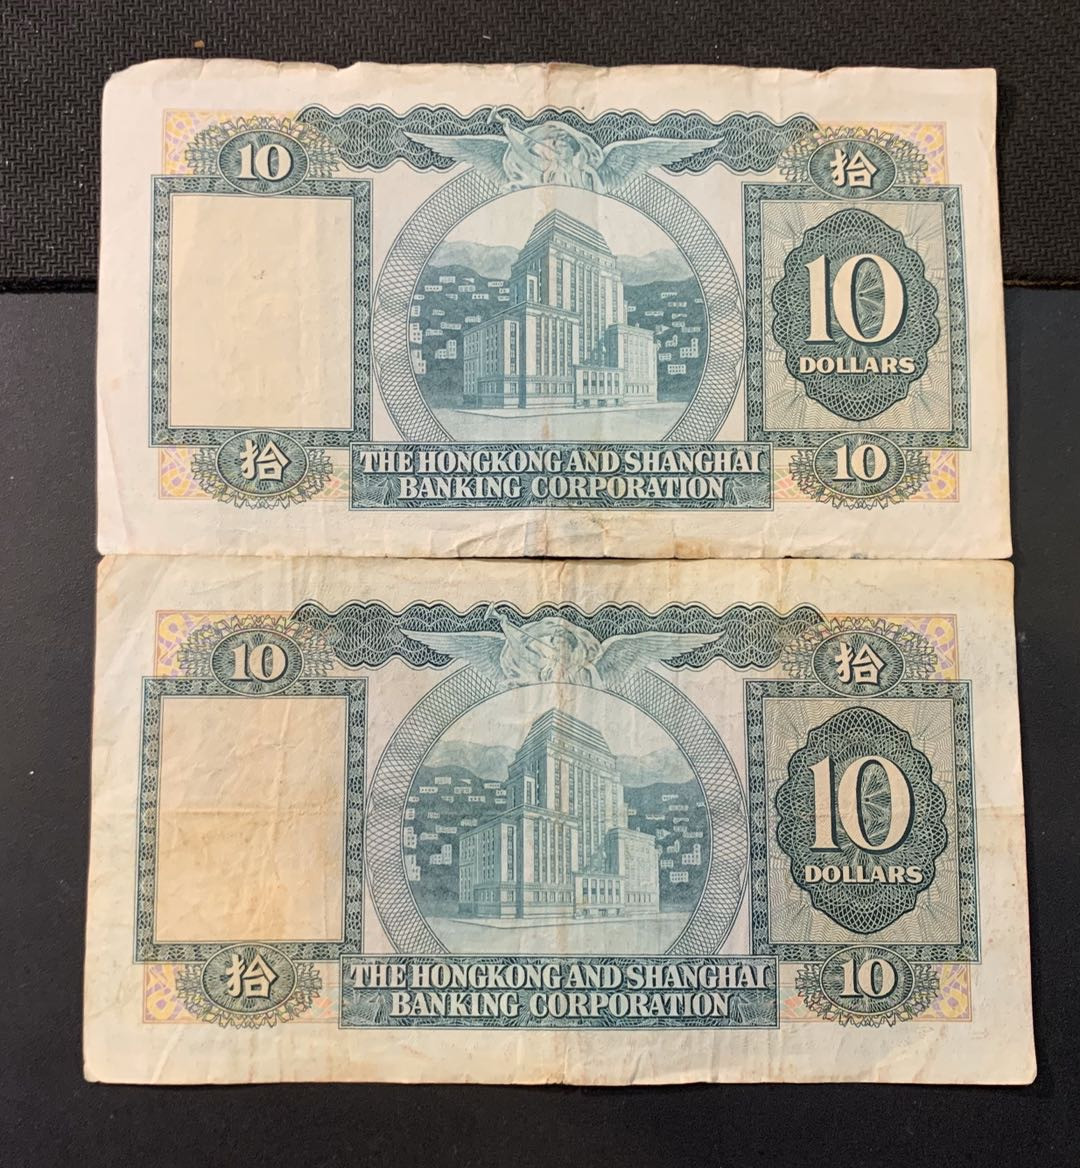 10
拾
10
DOLLARS
拾
THE HONGKONG AND SHANGHAI
BANKING CORPORATION
10
10
拾
10
DOLLARS
拾
THE HONGKONG AND SHANGHAI
BANKING CORPORATION
10